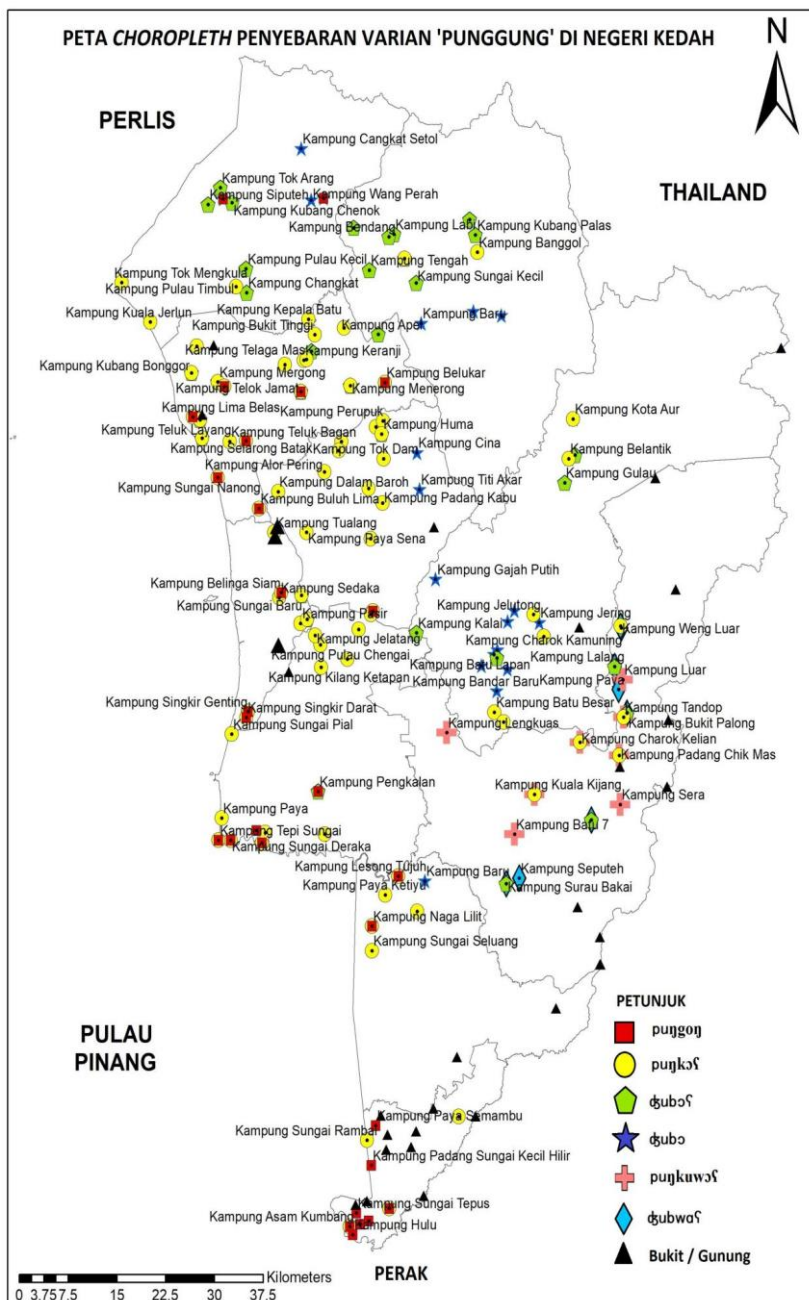 PETA CHOROPLETH PENYEBARAN VARIAN 'PUNGGUNG' DI NEGERI KEDAH
N
PERLIS
Kampung Cangkat Setol
Kampung Tok Arang
Kampung Siputeh
Kampung Wang Perah
Kampung Kubang Chenok
THAILAND
Kampung Bendang
Kampung Labi
Kampung Kubang Palas
Kampung Banggol
Kampung Pulau Kecil
Kampung Tengah
Kampung Tok Mengkula
Kampung Pulau Timbul
Kampung Changkat
Kampung Sungai Kecil
Kampung Kuala Jerlun
Kampung Kepala Batu
Kampung Bukit Tinggi
Kampung Apel
Kampung Baru
Kampung Telaga Mas
Kampung Keranji
Kampung Kubang Bonggor
Kampung Mergong
Kampung Belukar
Kampung Telok Jamat
Kampung Menerong
Kampung Lima Belas
Kampung Perupuk
Kampung Kota Aur
Kampung Teluk Layang
Kampung Teluk Bagan
Kampung Huma
Kampung Selarong Batak
Kampung Tok Dam
Kampung Cina
Kampung Belantik
Kampung Alor Pering
Kampung Gulau
Kampung Sungai Nanong
Kampung Dalam Baroh
Kampung Titi Akar
Kampung Buluh Lima
Kampung Padang Kabu
Kampung Tualang
Kampung Paya Sena
Kampung Gajah Putih
Kampung Belinga Siam
Kampung Sedaka
Kampung Sungai Baru
Kampung Pasir
Kampung Jelutong
Kampung Jering
Kampung Kalai
Kampung Weng Luar
Kampung Jelatang
Kampung Charok Kamuning
Kampung Pulau Chengai
Kampung Batu Lapan
Kampung Lalang
Kampung Luar
Kampung Kilang Ketapan
Kampung Bandar Baru
Kampung Paya
Kampung Singkir Genting
Kampung Singkir Darat
Kampung Batu Besar
Kampung Tandop
Kampung Sungai Pial
Kampung Lengkuas
Kampung Bukit Palong
Kampung Charok Kelian
Kampung Padang Chik Mas
Kampung Pengkalan
Kampung Kuala Kijang
Kampung Sera
Kampung Paya
Kampung Batu 7
Kampung Tepi Sungai
Kampung Sungai Deraka
Kampung Lesong Tujuh
Kampung Baru
Kampung Seputeh
Kampung Paya Ketiyu
Kampung Surau Bakai
Kampung Naga Lilit
Kampung Sungai Seluang
PULAU
PINANG
PETUNJUK
puŋgoŋ
puŋkɔʕ
ʤubɔʕ
ʤubɔ
puŋkuwɔʕ
ʤubwɑʕ
Bukit / Gunung
Kampung Paya Samambu
Kampung Sungai Rambai
Kampung Padang Sungai Kecil Hilir
Kampung Sungai Tepus
Kampung Asam Kumbang
Kampung Hulu
PERAK
Kilometers
0 3.75 7.5 15 22.5 30 37.5